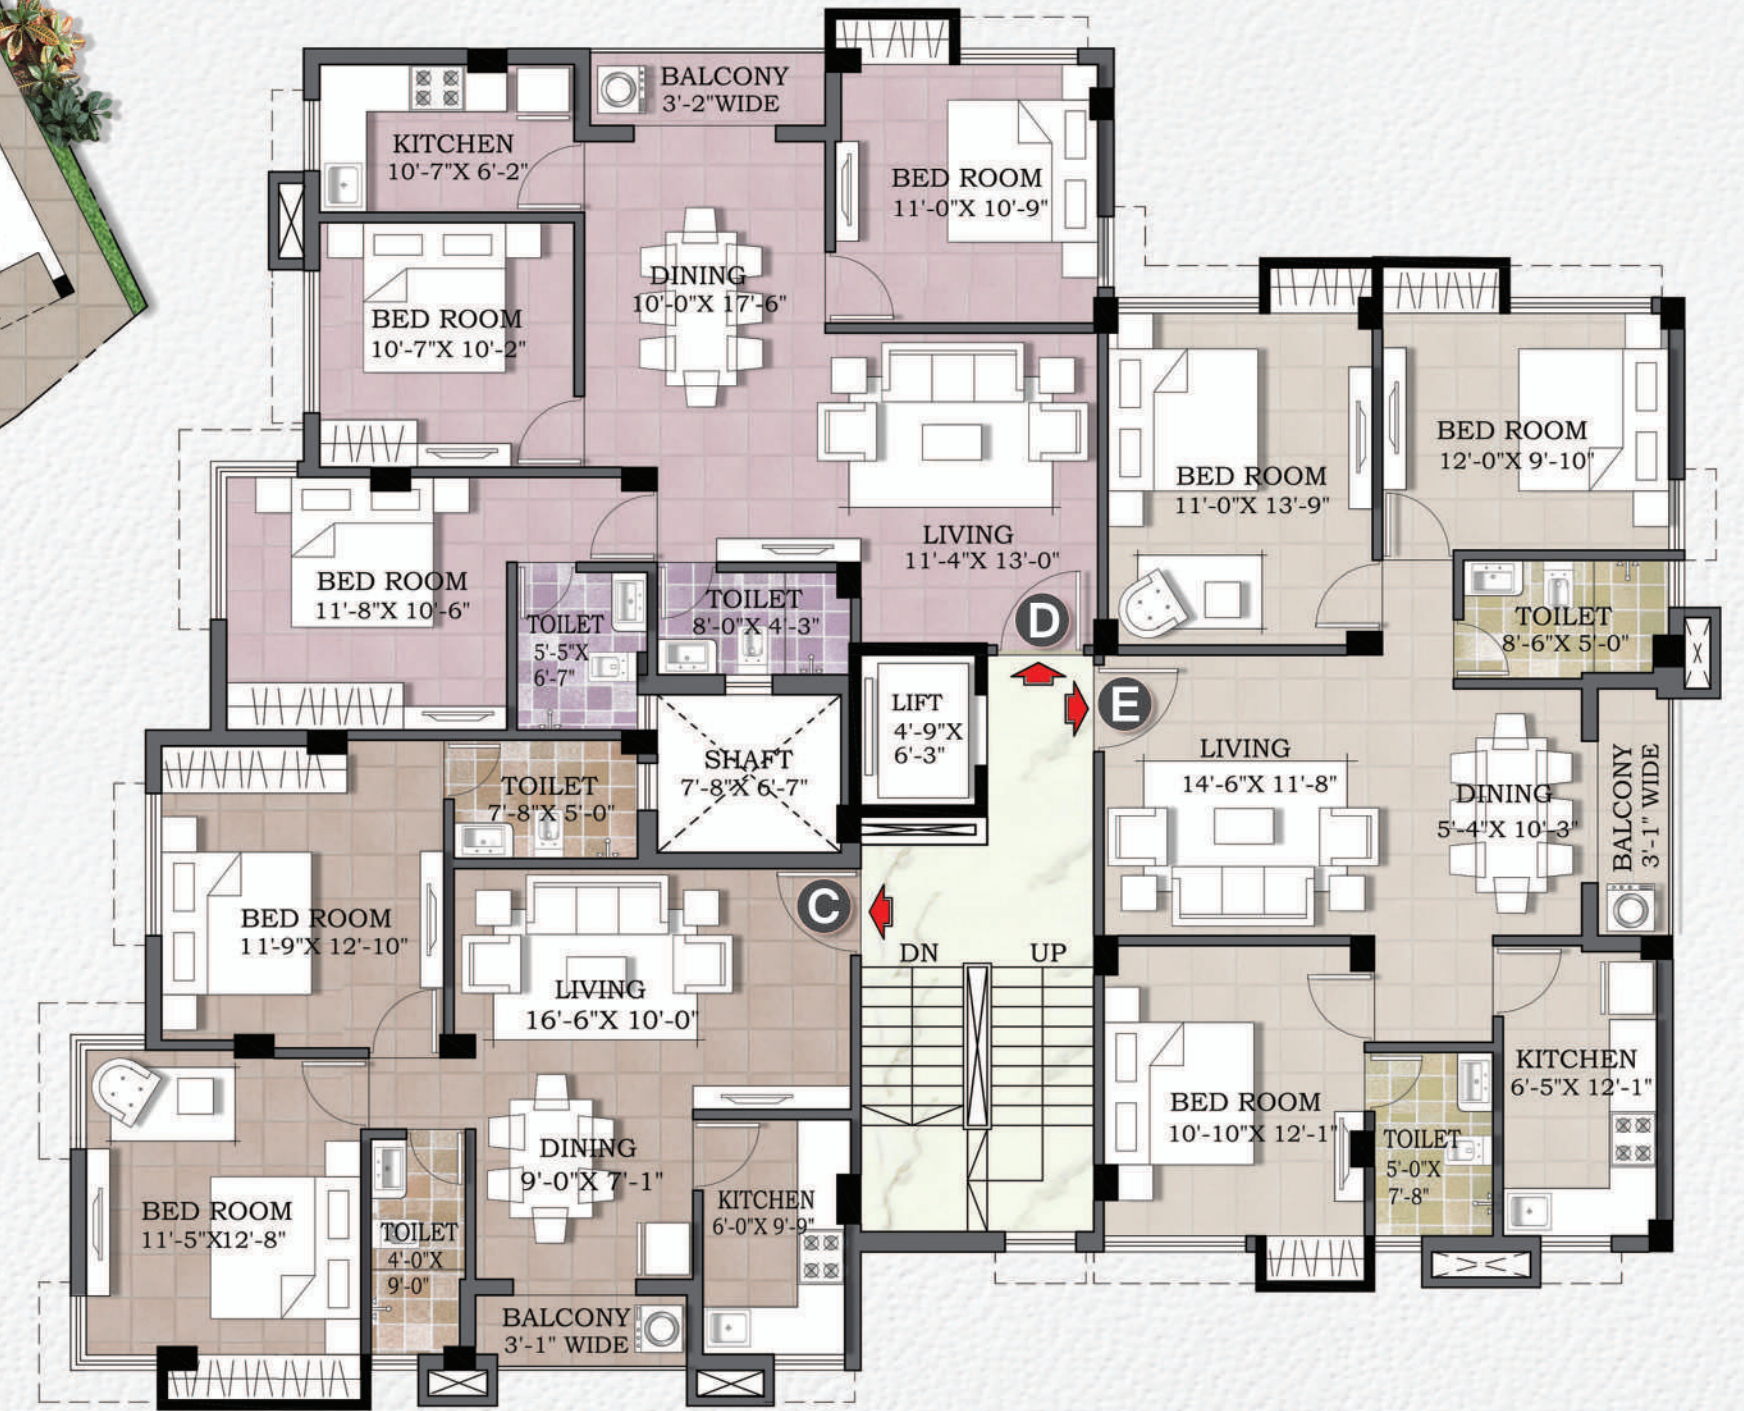 BALCONY
3'-2"WIDE
KITCHEN
10'-7"X 6'-2"
BED ROOM
11'-0"X 10'-9"
DINING
10'-0"X 17'-6"
BED ROOM
10'-7"X 10'-2"
BED ROOM
12'-0"X 9'-10"
BED ROOM
11'-0"X 13'-9"
LIVING
11'-4"X 13'-0"
BED ROOM
11'-8"X 10'-6"
TOILET
5'-5"X
6'-7"
TOILET
8'-0"X 4'-3"
D
TOILET
8'-6"X 5'-0"
LIFT
4'-9"X
6'-3"
E
SHAFT
7'-8"X 6'-7"
LIVING
14'-6"X 11'-8"
DINING
5'-4"X 10'-3"
BALCONY
3'-1" WIDE
TOILET
7'-8"X 5'-0"
BED ROOM
11'-9"X 12'-10"
C
DN
UP
LIVING
16'-6"X 10'-0"
KITCHEN
6'-5"X 12'-1"
BED ROOM
10'-10"X 12'-1"
TOILET
5'-0"X
7'-8"
DINING
9'-0"X 7'-1"
KITCHEN
6'-0"X 9'-9"
BED ROOM
11'-5"X12'-8"
TOILET
4'-0"X
9'-0"
BALCONY
3'-1" WIDE